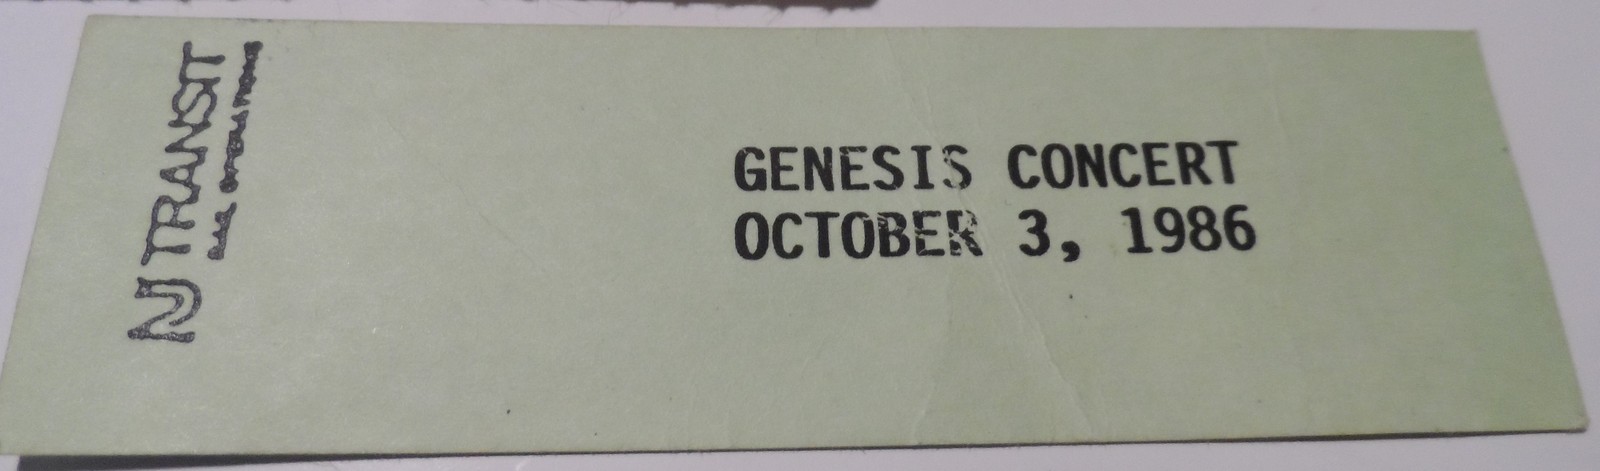 NJ TRANSIT
GENESIS CONCERT
OCTOBER 3, 1986